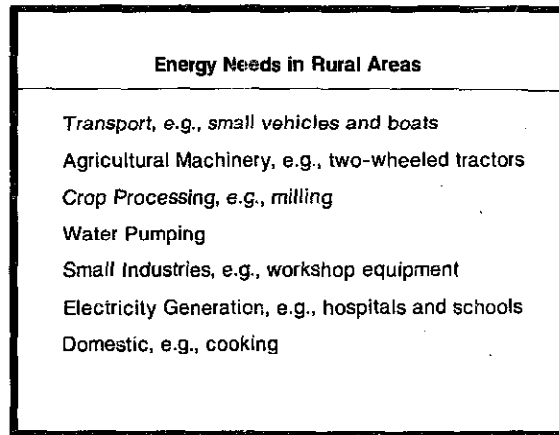 Energy Needs in Rural Areas
Transport, e.g., small vehicles and boats
Agricultural Machinery, e.g., two-wheeled tractors
Crop Processing, e.g., milling
Water Pumping
Small Industries, e.g., workshop equipment
Electricity Generation, e.g., hospitals and schools
Domestic, e.g., cooking